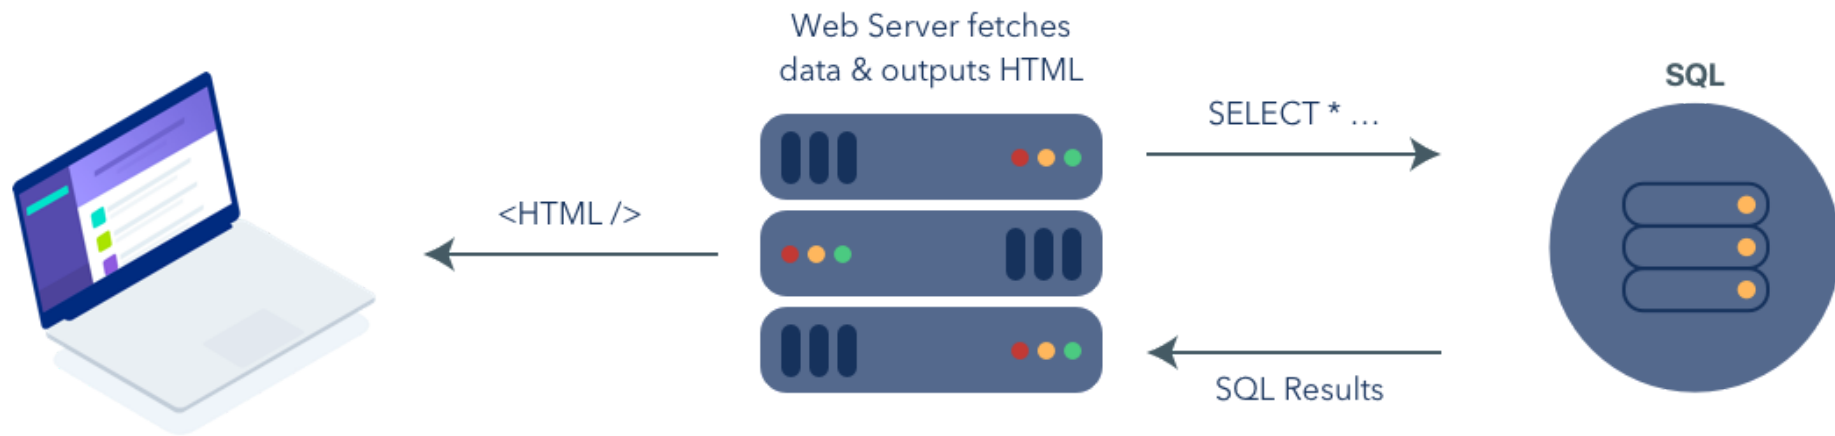 Web Server fetches
data & outputs HTML
SQL
SELECT * ...
<HTML />
SQL Results